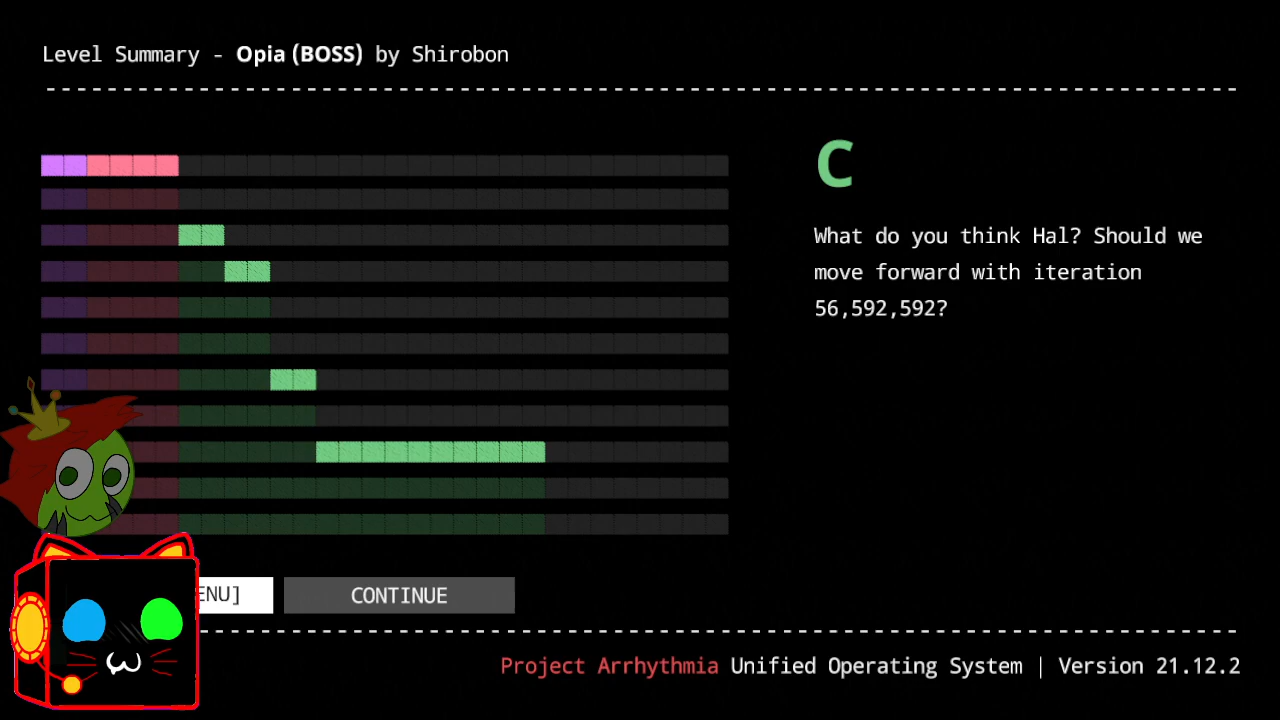 Level Summary - Opia (BOSS) by Shirobon
C
What do you think Hal? Should we
move forward with iteration
56,592,592?
ENU]
CONTINUE
Project Arrhythmia Unified Operating System | Version 21.12.2